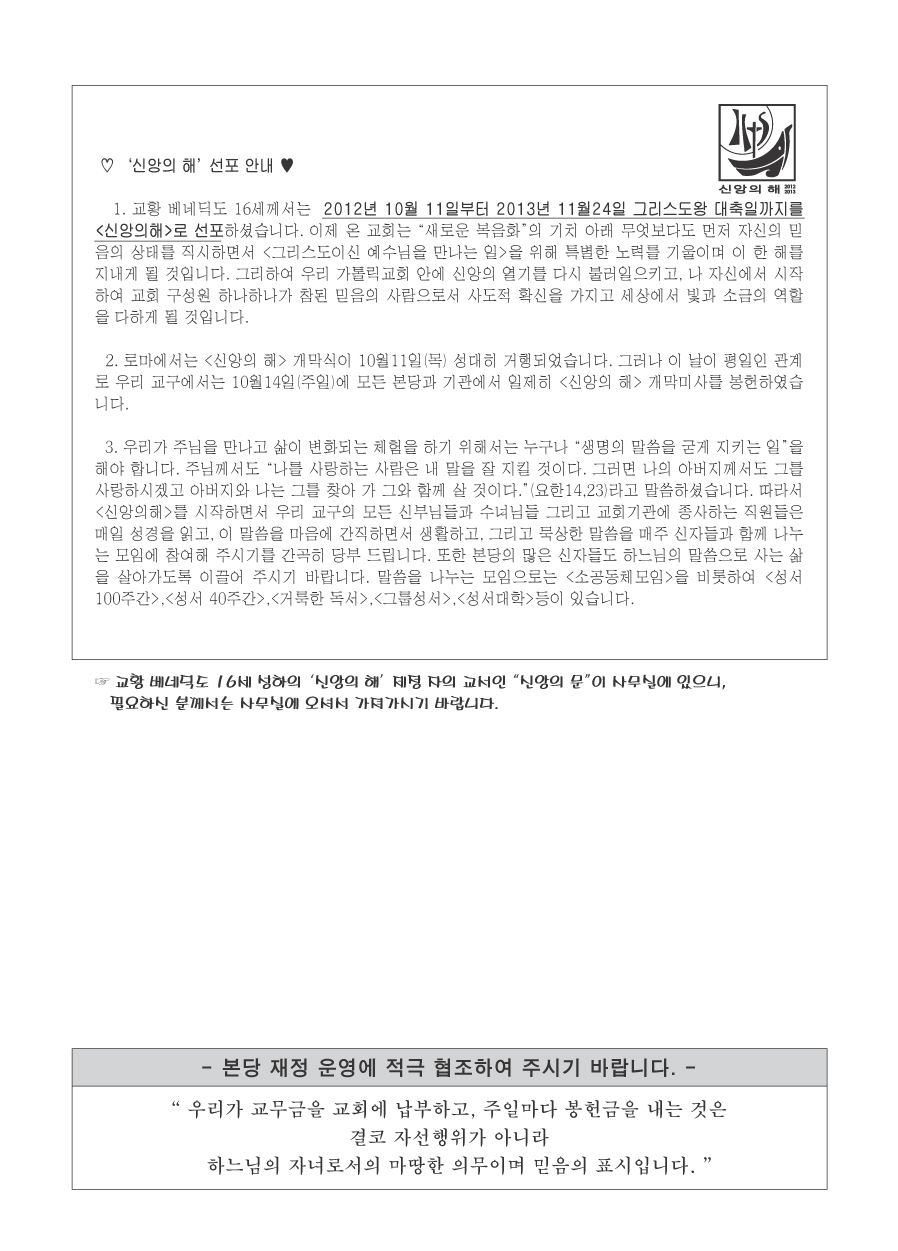 신앙의 해 2012 2013
♡ ‘신앙의 해’ 선포 안내 ♥
1. 교황 베네딕도 16세께서는 2012년 10월 11일부터 2013년 11월24일 그리스도왕 대축일까지를
<신앙의해>로 선포하셨습니다. 이제 온 교회는 “새로운 복음화”의 기치 아래 무엇보다도 먼저 자신의 믿
음의 상태를 직시하면서 <그리스도이신 예수님을 만나는 일>을 위해 특별한 노력를 기울이며 이 한 해를
지내게 될 것입니다. 그리하여 우리 가톨릭교회 안에 신앙의 열기를 다시 불러일으키고, 나 자신에서 시작
하여 교회 구성원 하나하나가 참된 믿음의 사람으로서 사도적 확신을 가지고 세상에서 빛과 소금의 역할
을 다하게 될 것입니다.
2. 로마에서는 <신앙의 해> 개막식이 10월11일(목) 성대히 거행되었습니다. 그러나 이 날이 평일인 관계
로 우리 교구에서는 10월14일(주일)에 모든 본당과 기관에서 일제히 <신앙의 해> 개막미사를 봉헌하였습
니다.
3. 우리가 주님을 만나고 삶이 변화되는 체험을 하기 위해서는 누구나 “생명의 말씀을 굳게 지키는 일”을
해야 합니다. 주님께서도 “나를 사랑하는 사람은 내 말을 잘 지킬 것이다. 그러면 나의 아버지께서도 그를
사랑하시겠고 아버지와 나는 그를 찾아 가 그와 함께 살 것이다.”(요한14,23)라고 말씀하셨습니다. 따라서
<신앙의해>를 시작하면서 우리 교구의 모든 신부님들과 수녀님들 그리고 교회기관에 종사하는 직원들은
매일 성경을 읽고, 이 말씀을 마음에 간직하면서 생활하고, 그리고 묵상한 말씀을 매주 신자들과 함께 나누
는 모임에 참여해 주시기를 간곡히 당부 드립니다. 또한 본당의 많은 신자들도 하느님의 말씀으로 사는 삶
을 살아가도록 이끌어 주시기 바랍니다. 말씀을 나누는 모임으로는 <소공동체모임>을 비롯하여 <성서
100주간>,<성서 40주간>,<거룩한 독서>,<그룹성서>,<성서대학>등이 있습니다.
☞ 교황 베네딕도 16세 성하의 ‘신앙의 해’ 제정 자의 교서인 “신앙의 문”이 사무실에 있으니,
필요하신 분께서는 사무실에 오셔서 가져가시기 바랍니다.
- 본당 재정 운영에 적극 협조하여 주시기 바랍니다. -
“ 우리가 교무금을 교회에 납부하고, 주일마다 봉헌금을 내는 것은
결코 자선행위가 아니라
하느님의 자녀로서의 마땅한 의무이며 믿음의 표시입니다. ”